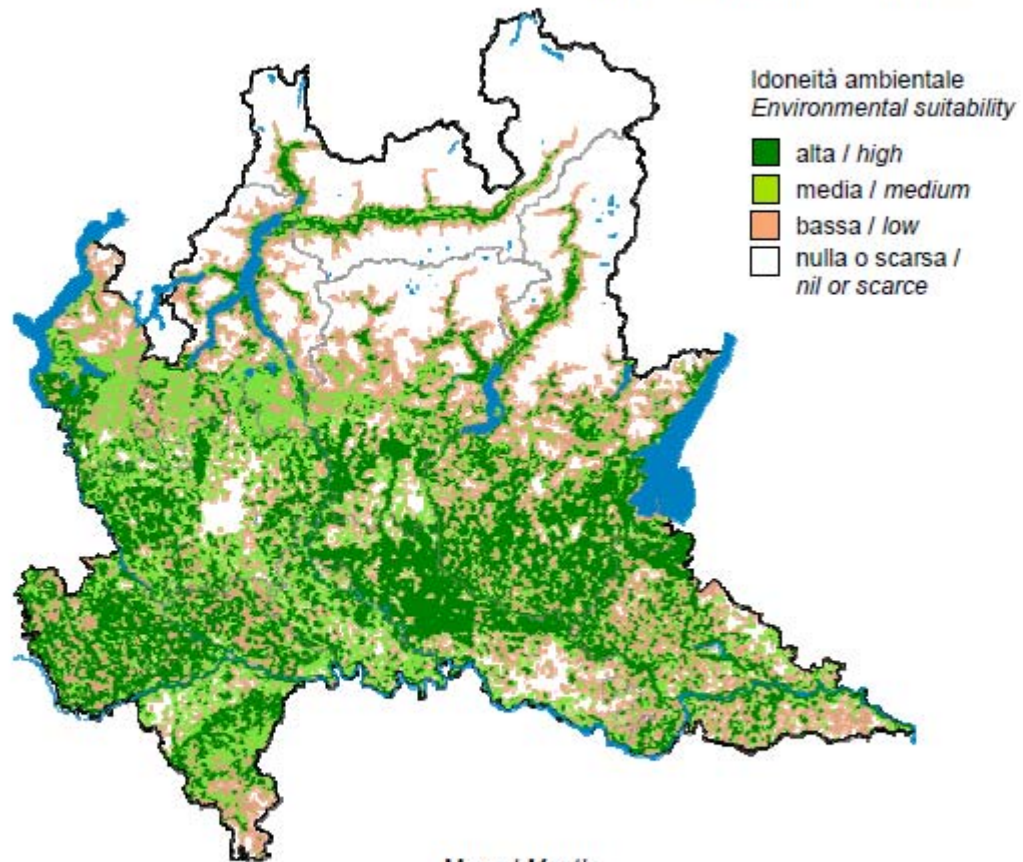 Idoneità ambientale
Environmental suitability
alta / high
media / medium
bassa / low
nulla o scarsa /
nil or scarce